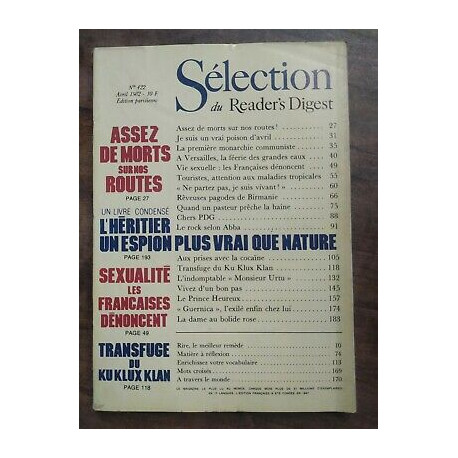 N° 422
Avril 1982 - 10 F
Edition parisienne
Sélection
du Reader's Digest
ASSEZ
DE MORTS
SUR NOS
ROUTES
PAGE 27
UN LIVRE CONDENSÉ
L'HÉRITIER
UN ESPION PLUS VRAI QUE NATURE
PAGE 193
SEXUALITÉ
LES
FRANÇAISES
DÉNONCENT
PAGE 49
TRANSFUGE
DU
KU KLUX KLAN
PAGE 118
Assez de morts sur nos routes! 27
Je suis un vrai poison d'avril 31
La première monarchie communiste 35
A Versailles, la féerie des grandes eaux 40
Vie sexuelle : les Françaises dénoncent 49
Touristes, attention aux maladies tropicales 55
« Ne partez pas, je suis vivant! » 60
Rêveuses pagodes de Birmanie 66
Quand un pasteur prêche la haine 75
Chers PDG 88
Le rock selon Abba 91
Aux prises avec la cocaïne 105
Transfuge du Ku Klux Klan 118
L'indomptable « Monsieur Urtu » 132
Vivez d'un bon pas 145
Le Prince Heureux 157
« Guernica », l'exilé enfin chez lui 174
La dame au bolide rose 183
Rire, le meilleur remède 10
Matière à réflexion 74
Enrichissez votre vocabulaire 113
Mots croisés 169
A travers le monde 170